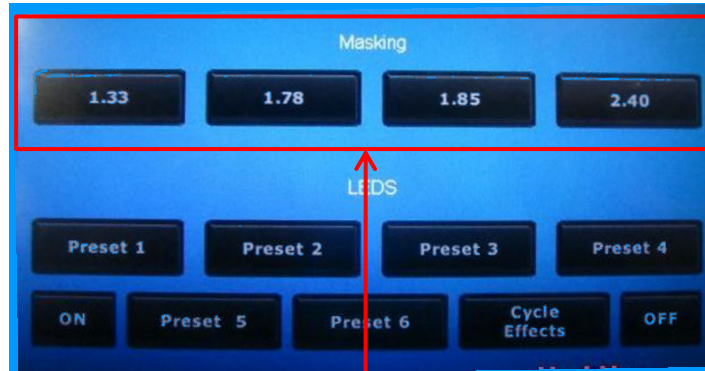 Masking
1.33 1.78 1.85 2.40
LEDS
Preset 1 Preset 2 Preset 3 Preset 4
ON Preset 5 Preset 6 Cycle Effects OFF